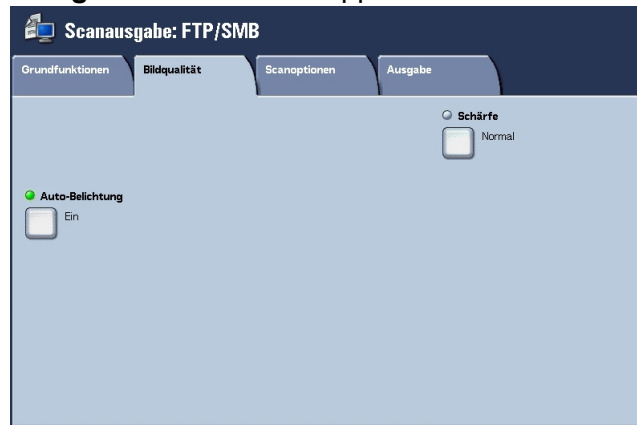 Scanausgabe: FTP/SMB
Grundfunktionen Bildqualität Scanoptionen Ausgabe
Schärfe
Normal
Auto-Belichtung
Ein